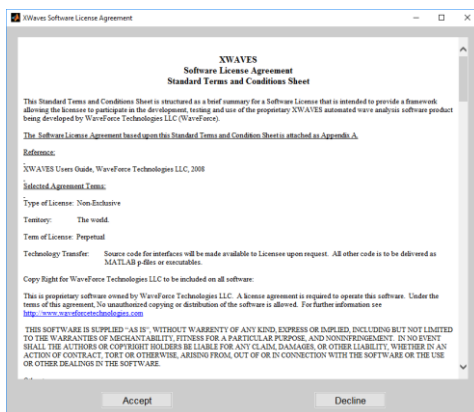 XWaves Software License Agreement
XWAVES
Software License Agreement
Standard Terms and Conditions Sheet
This Standard Terms and Conditions Sheet is structured as a brief summary for a Software License that is intended to provide a framework
allowing the licensee to participate in the development, testing and use of the proprietary XWAVES automated wave analysis software product
being developed by WaveForce Technologies LLC (WaveForce).
The Software License Agreement based upon this Standard Terms and Condition Sheet is attached as Appendix A.
Reference:
XWAVES Users Guide, WaveForce Technologies LLC, 2008
Selected Agreement Terms:
Type of License: Non-Exclusive
Territory: The world.
Term of License: Perpetual
Technology Transfer: Source code for interfaces will be made available to Licensee upon request. All other code is to be delivered as
MATLAB p-files or executables.
Copy Right for WaveForce Technologies LLC to be included on all software:
This is proprietary software owned by WaveForce Technologies LLC. A license agreement is required to operate this software. Under the
terms of this agreement, No unauthorized copying or distribution of the software is allowed. For further information see
http://www.waveforcetechnologies.com
THIS SOFTWARE IS SUPPLIED "AS IS", WITHOUT WARRENTY OF ANY KIND, EXPRESS OR IMPLIED, INCLUDING BUT NOT LIMITED
TO THE WARRANTIES OF MECHANTABILITY, FITNESS FOR A PARTICULAR PURPOSE, AND NONINFRINGEMENT. IN NO EVENT
SHALL THE AUTHORS OR COPYRIGHT HOLDERS BE LIABLE FOR ANY CLAIM, DAMAGES, OR OTHER LIABILITY, WHETHER IN AN
ACTION OF CONTRACT, TORT OR OTHERWISE, ARISING FROM, OUT OF OR IN CONNECTION WITH THE SOFTWARE OR THE USE
OR OTHER DEALINGS IN THE SOFTWARE.
Accept Decline